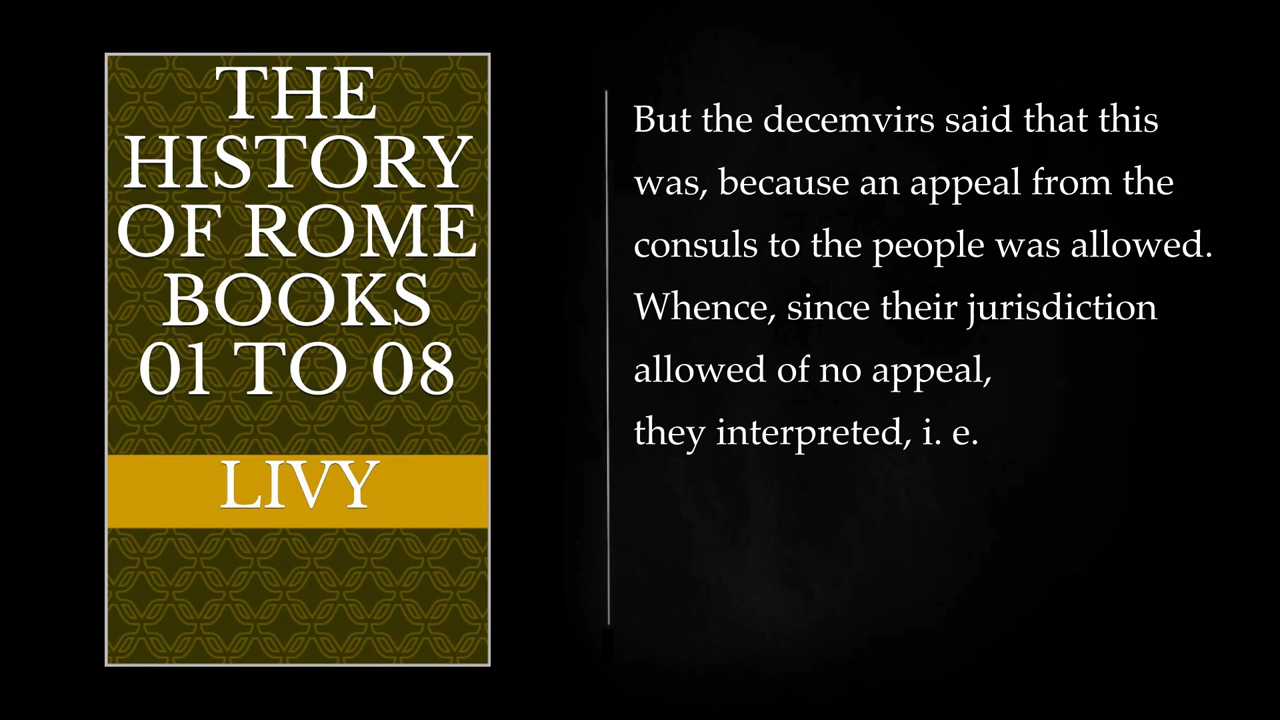 THE
HISTORY
OF ROME
BOOKS
01 TO 08
LIVY
But the decemvirs said that this
was, because an appeal from the
consuls to the people was allowed.
Whence, since their jurisdiction
allowed of no appeal,
they interpreted, i. e.